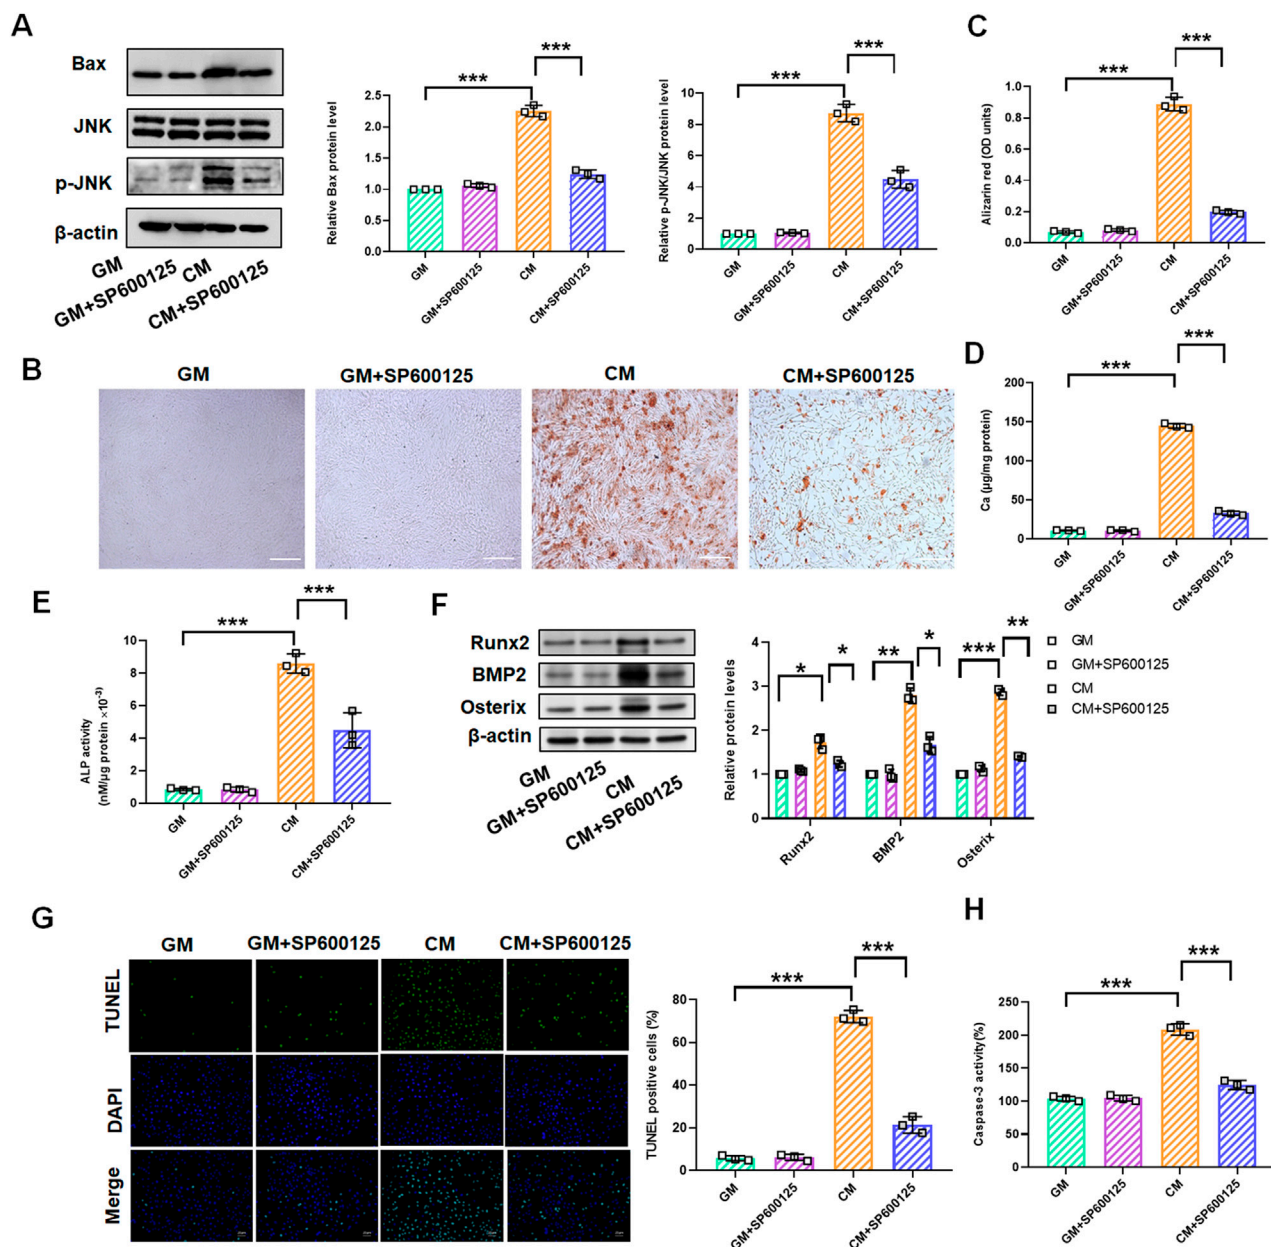 A
Bax
JNK
p-JNK
β-actin
GM
GM+SP600125
CM
CM+SP600125
Relative Bax protein level
2.5
2.0
1.5
1.0
0.5
0.0
***
***
GM
GM+SP600125
CM
CM+SP600125
Relative p-JNK/JNK protein level
10
8
6
4
2
0
***
***
GM
GM+SP600125
CM
CM+SP600125
C
Alizarin red (OD units)
1.0
0.8
0.6
0.4
0.2
0.0
***
***
GM
GM+SP600125
CM
CM+SP600125
B
GM
GM+SP600125
CM
CM+SP600125
D
Ca (μg/mg protein)
200
150
100
50
0
***
***
GM
GM+SP600125
CM
CM+SP600125
E
ALP activity
(nM/μg protein ×10⁻³)
10
8
6
4
2
0
***
***
GM
GM+SP600125
CM
CM+SP600125
F
Runx2
BMP2
Osterix
β-actin
GM
GM+SP600125
CM
CM+SP600125
Relative protein levels
4
3
2
1
0
*
*
**
*
***
**
Runx2
BMP2
Osterix
GM
GM+SP600125
CM
CM+SP600125
G
GM
GM+SP600125
CM
CM+SP600125
TUNEL
DAPI
Merge
TUNEL positive cells (%)
80
60
40
20
0
***
***
GM
GM+SP600125
CM
CM+SP600125
H
Caspase-3 activity(%)
250
200
150
100
50
0
***
***
GM
GM+SP600125
CM
CM+SP600125